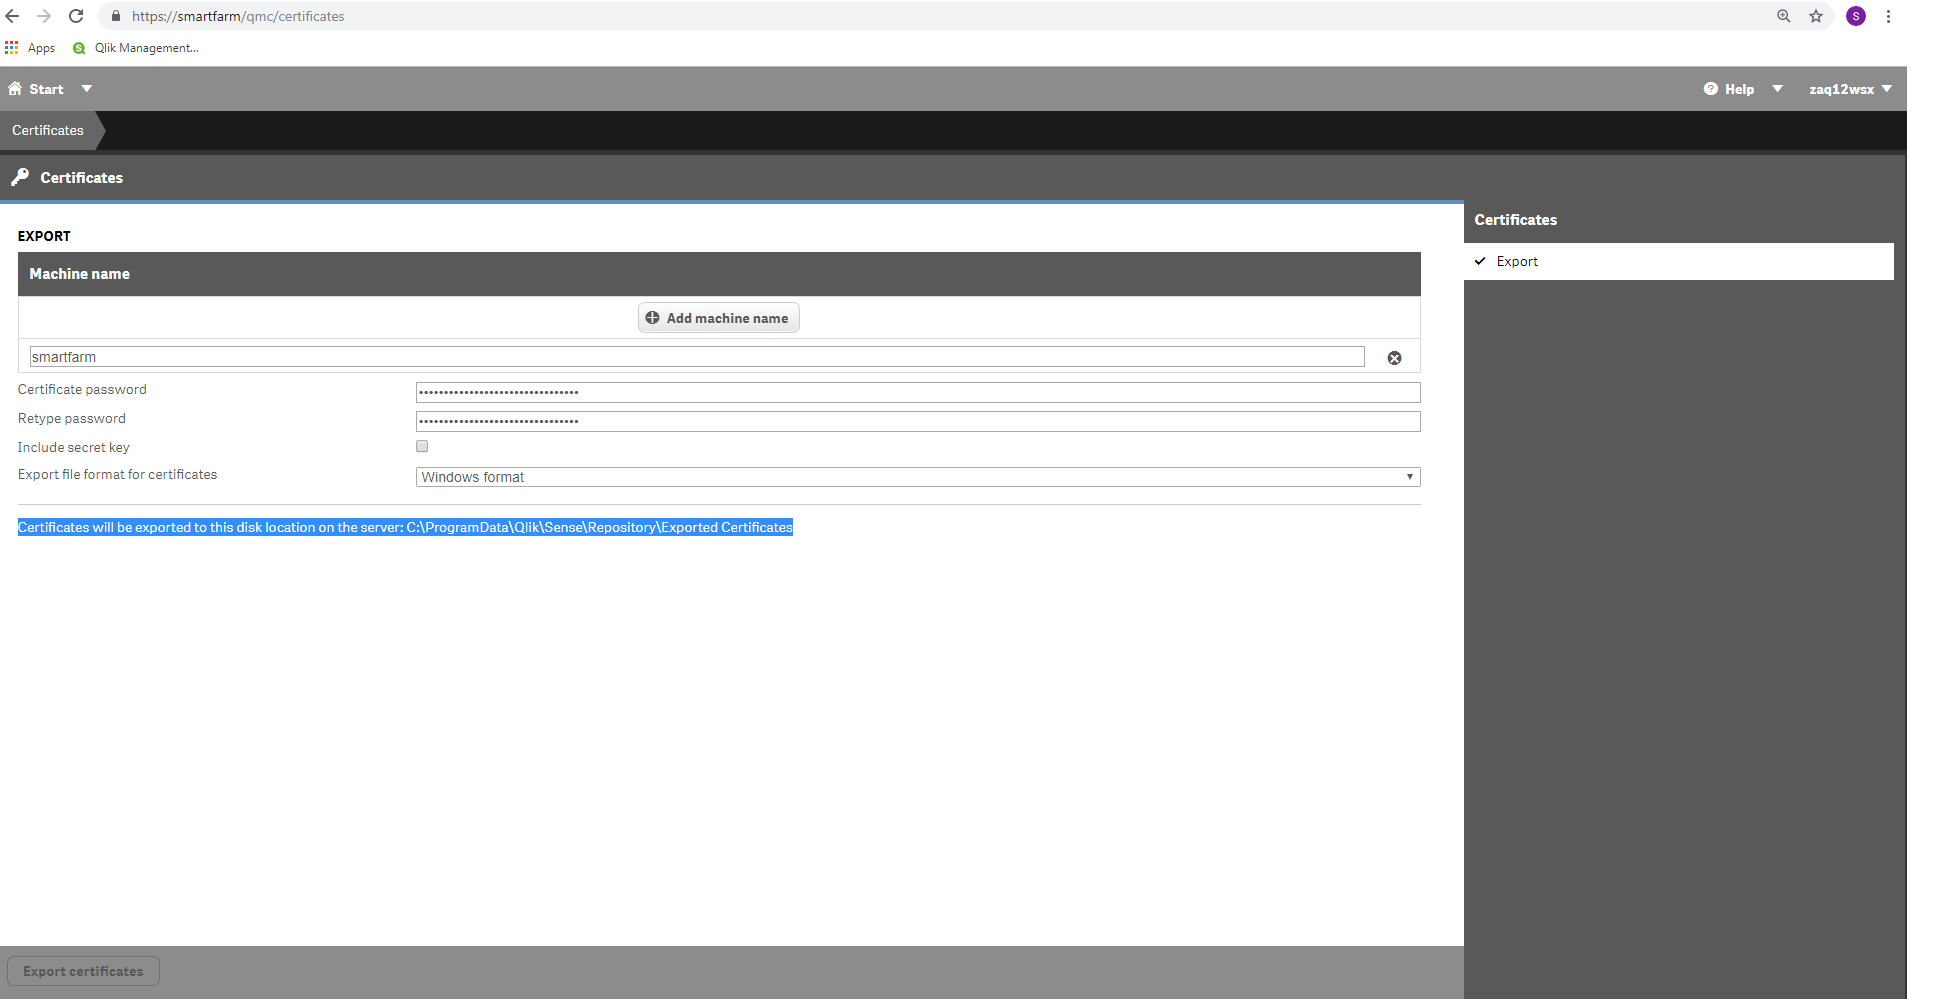 https://smartfarm/qmc/certificates
S
Apps
S
Qlik Management...
Start
? Help
zaq12wsx
Certificates
Certificates
Certificates
Export
EXPORT
Machine name
Add machine name
smartfarm
Certificate password ••••••••••••••••••••••••••••••••
Retype password ••••••••••••••••••••••••••••••••
Include secret key
Export file format for certificates Windows format
Certificates will be exported to this disk location on the server: C:\ProgramData\Qlik\Sense\Repository\Exported Certificates
Export certificates